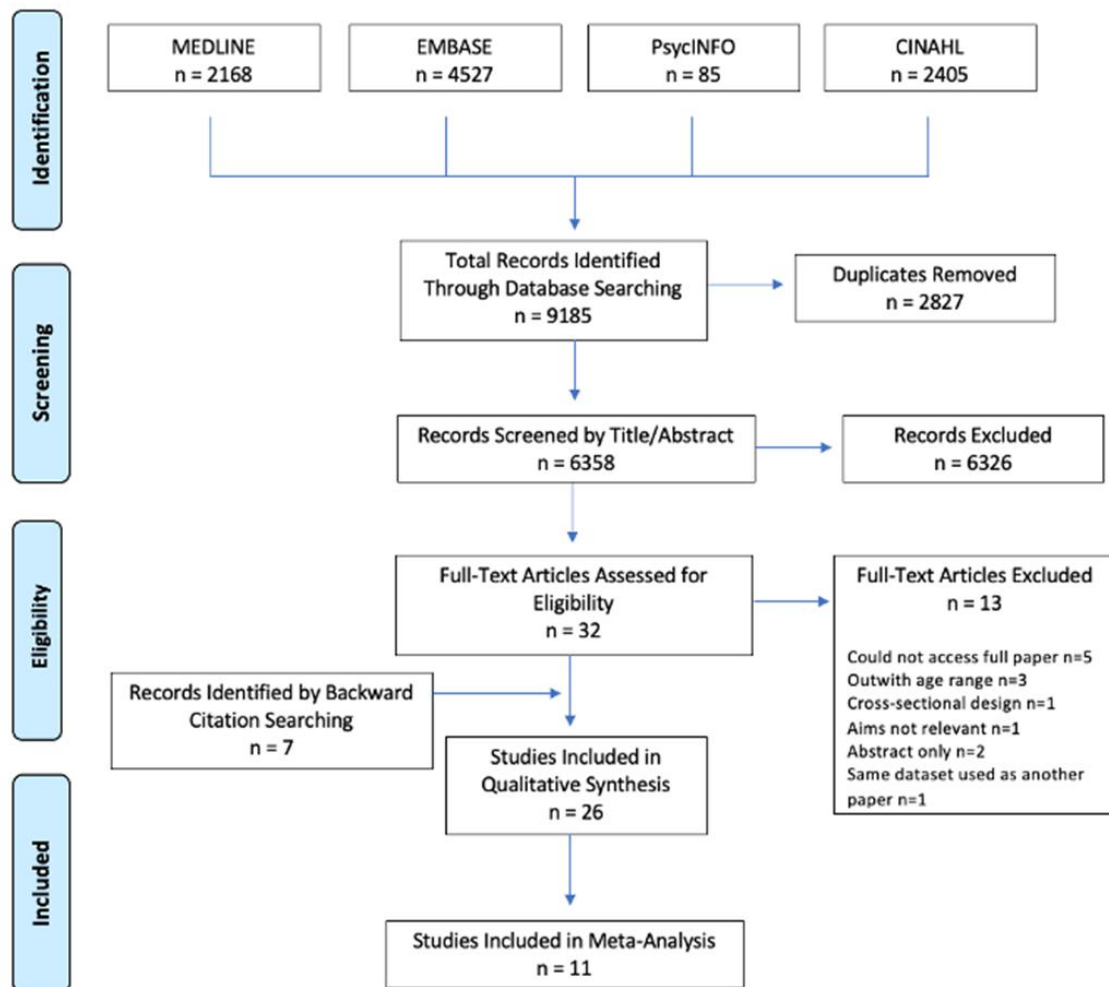 Identification
MEDLINE
n = 2168
EMBASE
n = 4527
PsycINFO
n = 85
CINAHL
n = 2405
Screening
Total Records Identified
Through Database Searching
n = 9185
Duplicates Removed
n = 2827
Records Screened by Title/Abstract
n = 6358
Records Excluded
n = 6326
Eligibility
Full-Text Articles Assessed for
Eligibility
n = 32
Full-Text Articles Excluded
n = 13
Could not access full paper n=5
Outwith age range n=3
Cross-sectional design n=1
Aims not relevant n=1
Abstract only n=2
Same dataset used as another
paper n=1
Records Identified by Backward
Citation Searching
n = 7
Studies Included in
Qualitative Synthesis
n = 26
Included
Studies Included in Meta-Analysis
n = 11